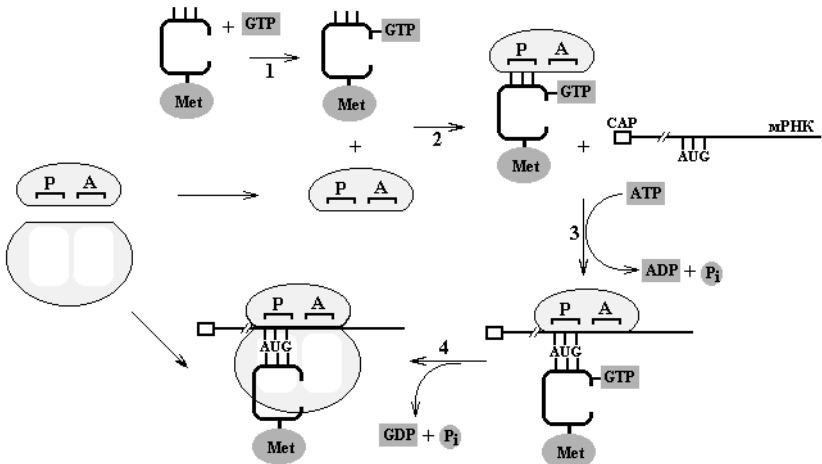 + GTP
1
GTP
Met
Met
+
2
P A
GTP
Met
+
CAP
мРНК
AUG
P A
P A
ATP
3
ADP + Pi
P A
AUG
4
GDP + Pi
Met
P A
AUG
GTP
Met